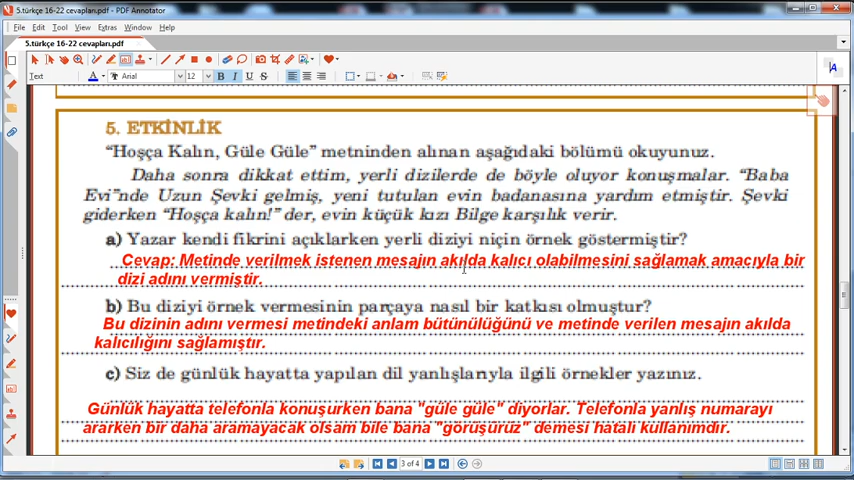 5.türkçe 16-22 cevapları.pdf - PDF Annotator
File Edit Tool View Extras Window Help
5.türkçe 16-22 cevapları.pdf
Text A Arial 12 B I U S
5. ETKİNLİK
“Hoşça Kalın, Güle Güle” metninden alınan aşağıdaki bölümü okuyunuz.
Daha sonra dikkat ettim, yerli dizilerde de böyle oluyor konuşmalar. “Baba
Evi”nde Uzun Şevki gelmiş, yeni tutulan evin badanasına yardım etmiştir. Şevki
giderken “Hoşça kalın!” der, evin küçük kızı Bilge karşılık verir.
a) Yazar kendi fikrini açıklarken yerli diziyi niçin örnek göstermiştir?
Cevap: Metinde verilmek istenen mesajın akılda kalıcı olabilmesini sağlamak amacıyla bir
dizi adını vermiştir.
b) Bu diziyi örnek vermesinin parçaya nasıl bir katkısı olmuştur?
Bu dizinin adını vermesi metindeki anlam bütünülüğünü ve metinde verilen mesajın akılda
kalıcılığını sağlamıştır.
c) Siz de günlük hayatta yapılan dil yanlışlarıyla ilgili örnekler yazınız.
Günlük hayatta telefonla konuşurken bana "güle güle" diyorlar. Telefonla yanlış numarayı
ararken bir daha aramayacak olsam bile bana "görüşürüz" demesi hatalı kullanımdır.
3 of 4